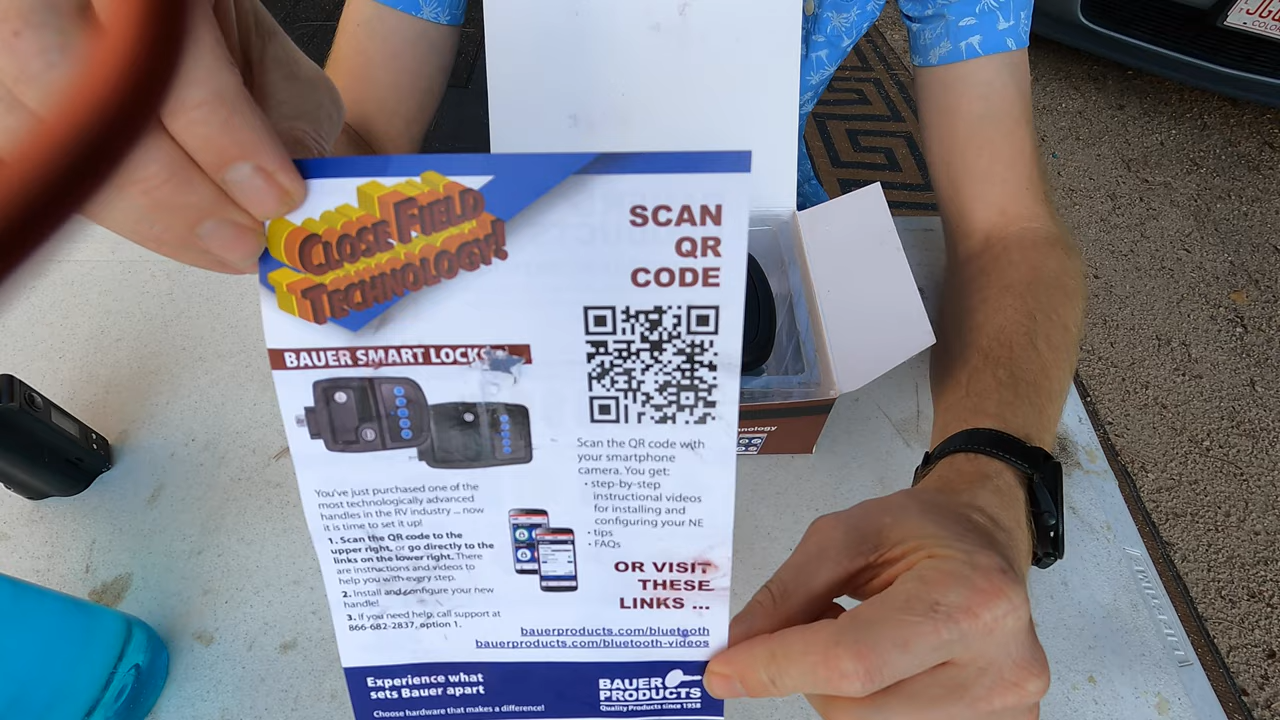 CLOSE FIELD
TECHNOLOGY!
SCAN
QR
CODE
BAUER SMART LOCKS
Scan the QR code with
your smartphone
camera. You get:
• step-by-step
instructional videos
for installing and
configuring your NE
• tips
• FAQs
You've just purchased one of the
most technologically advanced
handles in the RV industry ... now
it is time to set it up!
1. Scan the QR code to the
upper right, or go directly to the
links on the lower right. There
are instructions and videos to
help you with every step.
2. Install and configure your new
handle!
3. If you need help, call support at
866-682-2837, option 1.
OR VISIT
THESE
LINKS ...
bauerproducts.com/bluetooth
bauerproducts.com/bluetooth-videos
Experience what
sets Bauer apart
Choose hardware that makes a difference!
BAUER
PRODUCTS
Quality Products since 1958
LIFETIME